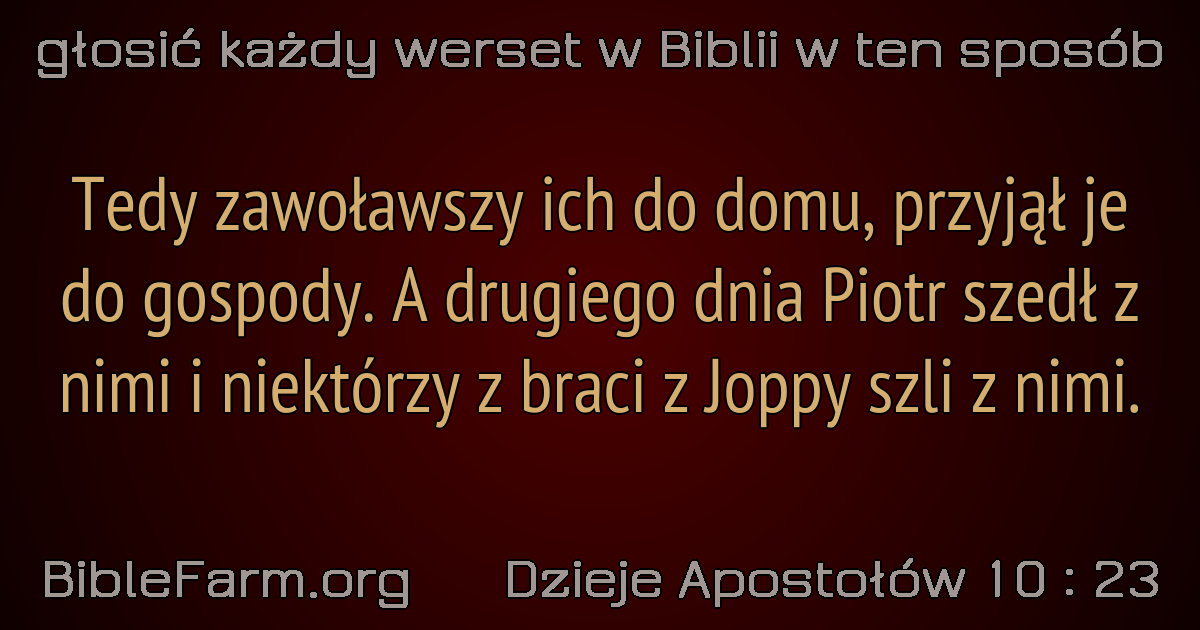 głosić każdy werset w Biblii w ten sposób
Tedy zawoławszy ich do domu, przyjął je
do gospody. A drugiego dnia Piotr szedł z
nimi i niektórzy z braci z Joppy szli z nimi.
BibleFarm.org Dzieje Apostołów 10 : 23